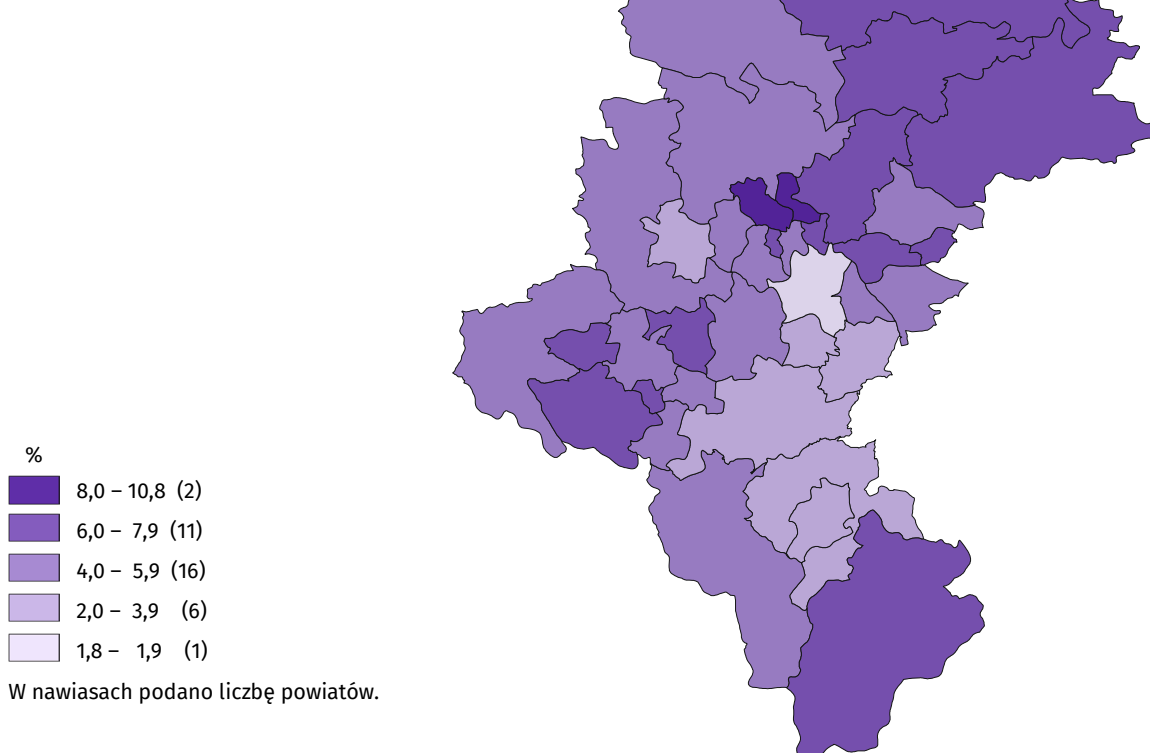 %
8,0 – 10,8 (2)
6,0 – 7,9 (11)
4,0 – 5,9 (16)
2,0 – 3,9 (6)
1,8 – 1,9 (1)
W nawiasach podano liczbę powiatów.